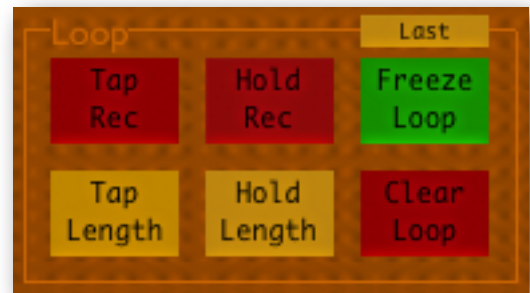 Loop
Last
Tap
Rec
Hold
Rec
Freeze
Loop
Tap
Length
Hold
Length
Clear
Loop